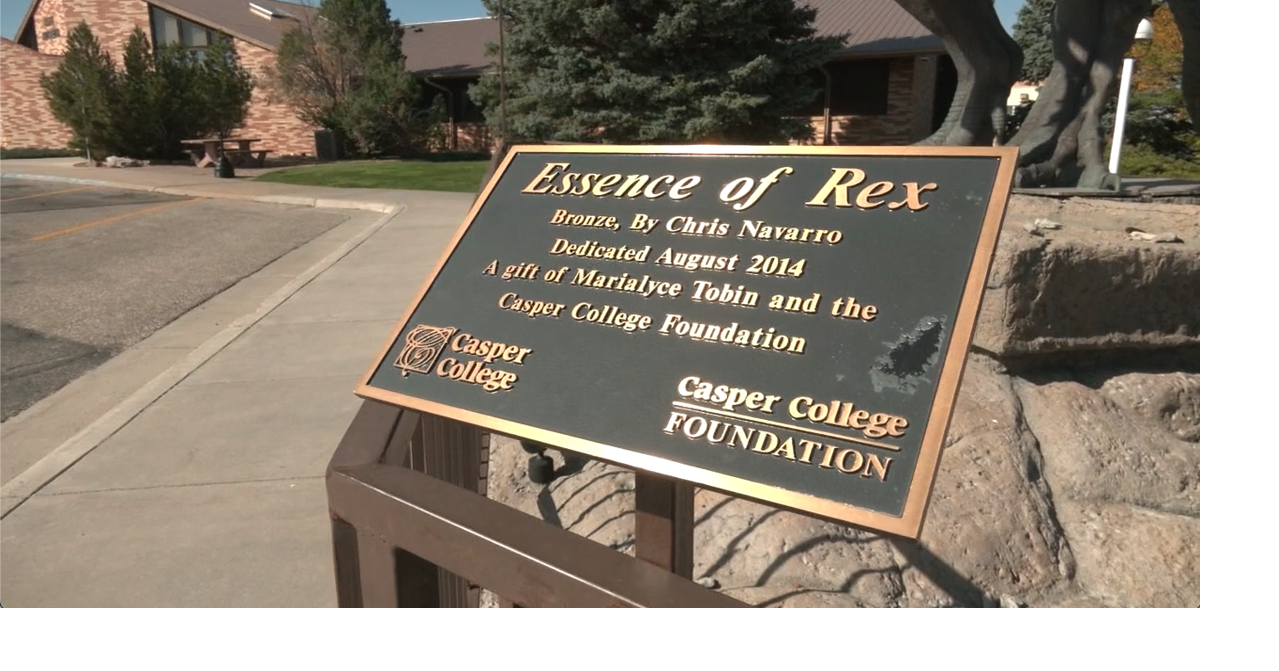 Essence of Rex
Bronze, By Chris Navarro
Dedicated August 2014
A gift of Marialyce Tobin and the
Casper College Foundation
Casper
College
Casper College
FOUNDATION